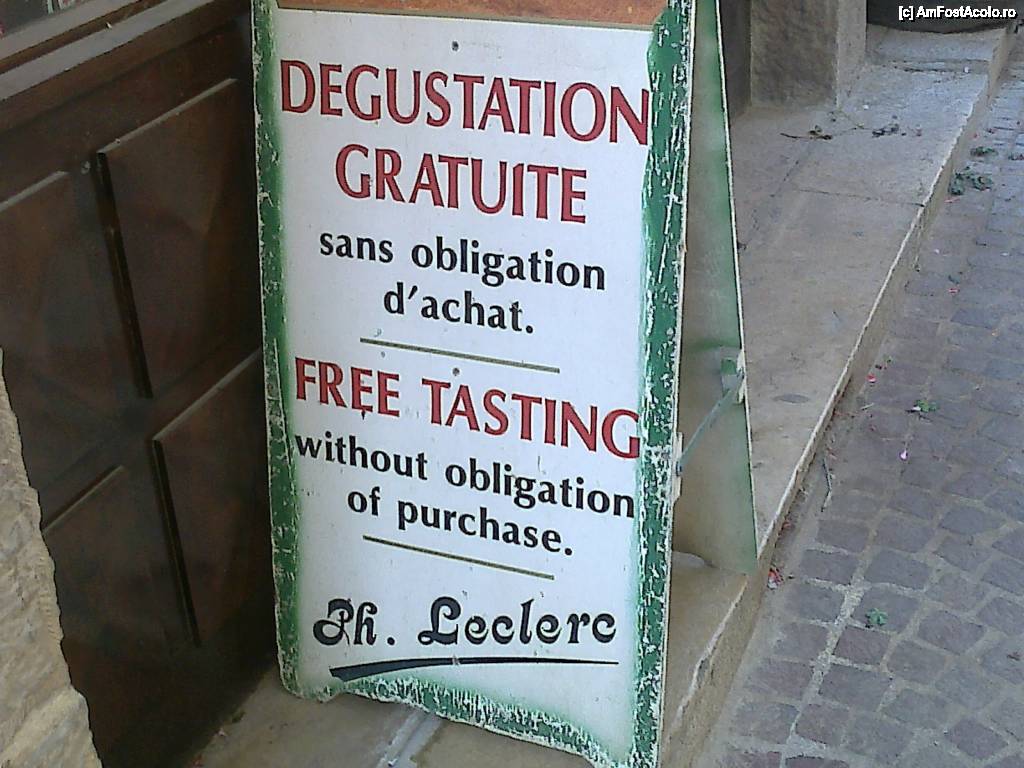 [c] AmFostAcolo.ro
DEGUSTATION
GRATUITE
sans obligation
d'achat.
FREE TASTING
without obligation
of purchase.
Ph. Leclerc